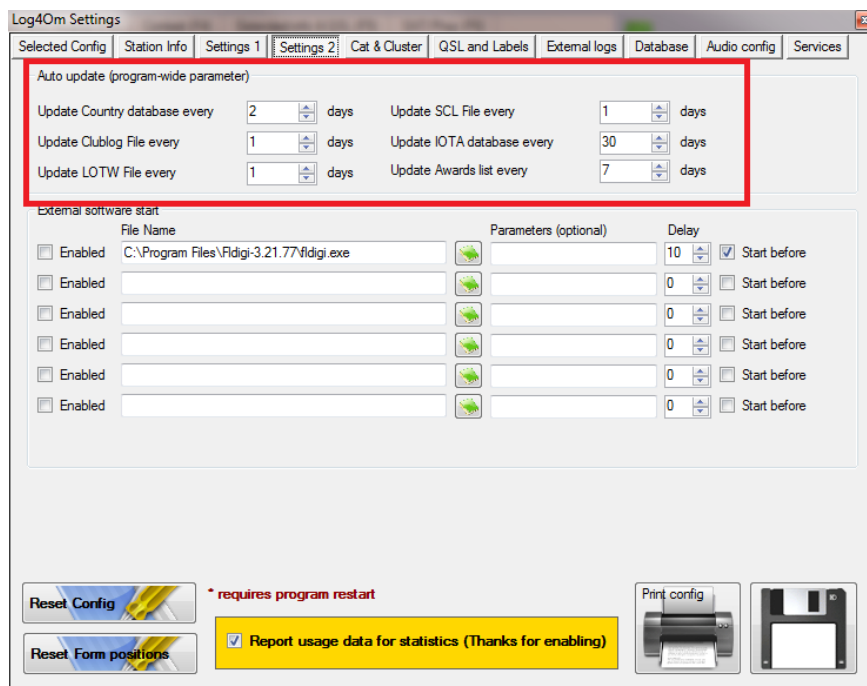 Log4Om Settings
Selected Config Station Info Settings 1 Settings 2 Cat & Cluster QSL and Labels External logs Database Audio config Services
Auto update (program-wide parameter)
Update Country database every 2 days Update SCL File every 1 days
Update Clublog File every 1 days Update IOTA database every 30 days
Update LOTW File every 1 days Update Awards list every 7 days
External software start
File Name Parameters (optional) Delay
Enabled C:\Program Files\Fldigi-3.21.77\fldigi.exe 10 Start before
Enabled 0 Start before
Enabled 0 Start before
Enabled 0 Start before
Enabled 0 Start before
Enabled 0 Start before
Reset Config * requires program restart Print config
Report usage data for statistics (Thanks for enabling)
Reset Form positions